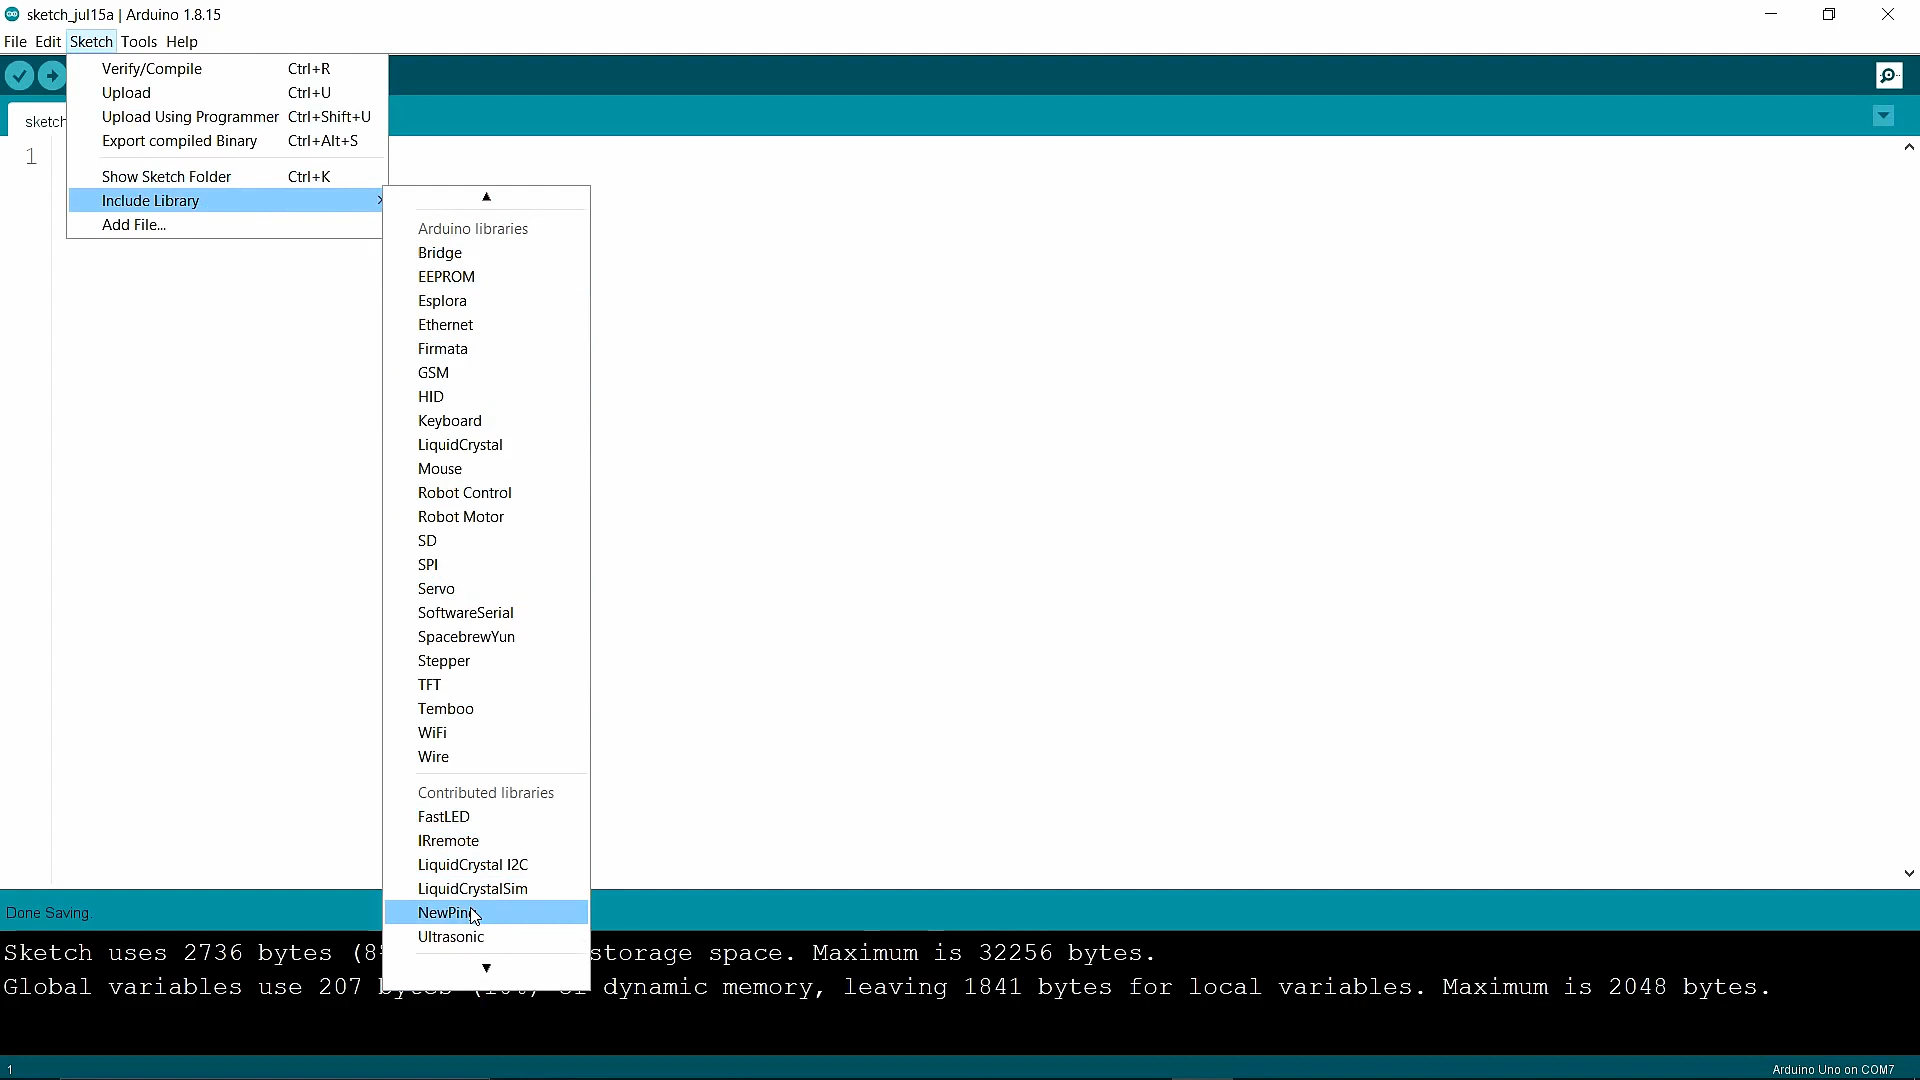 sketch_jul15a | Arduino 1.8.15
File Edit Sketch Tools Help
Verify/Compile Ctrl+R
Upload Ctrl+U
Upload Using Programmer Ctrl+Shift+U
Export compiled Binary Ctrl+Alt+S
sketch
1
Show Sketch Folder Ctrl+K
Include Library
Add File...
Arduino libraries
Bridge
EEPROM
Esplora
Ethernet
Firmata
GSM
HID
Keyboard
LiquidCrystal
Mouse
Robot Control
Robot Motor
SD
SPI
Servo
SoftwareSerial
SpacebrewYun
Stepper
TFT
Temboo
WiFi
Wire
Contributed libraries
FastLED
IRremote
LiquidCrystal I2C
LiquidCrystalSim
NewPing
Ultrasonic
Done Saving.
Sketch uses 2736 bytes (8 storage space. Maximum is 32256 bytes.
Global variables use 207 dynamic memory, leaving 1841 bytes for local variables. Maximum is 2048 bytes.
1
Arduino Uno on COM7